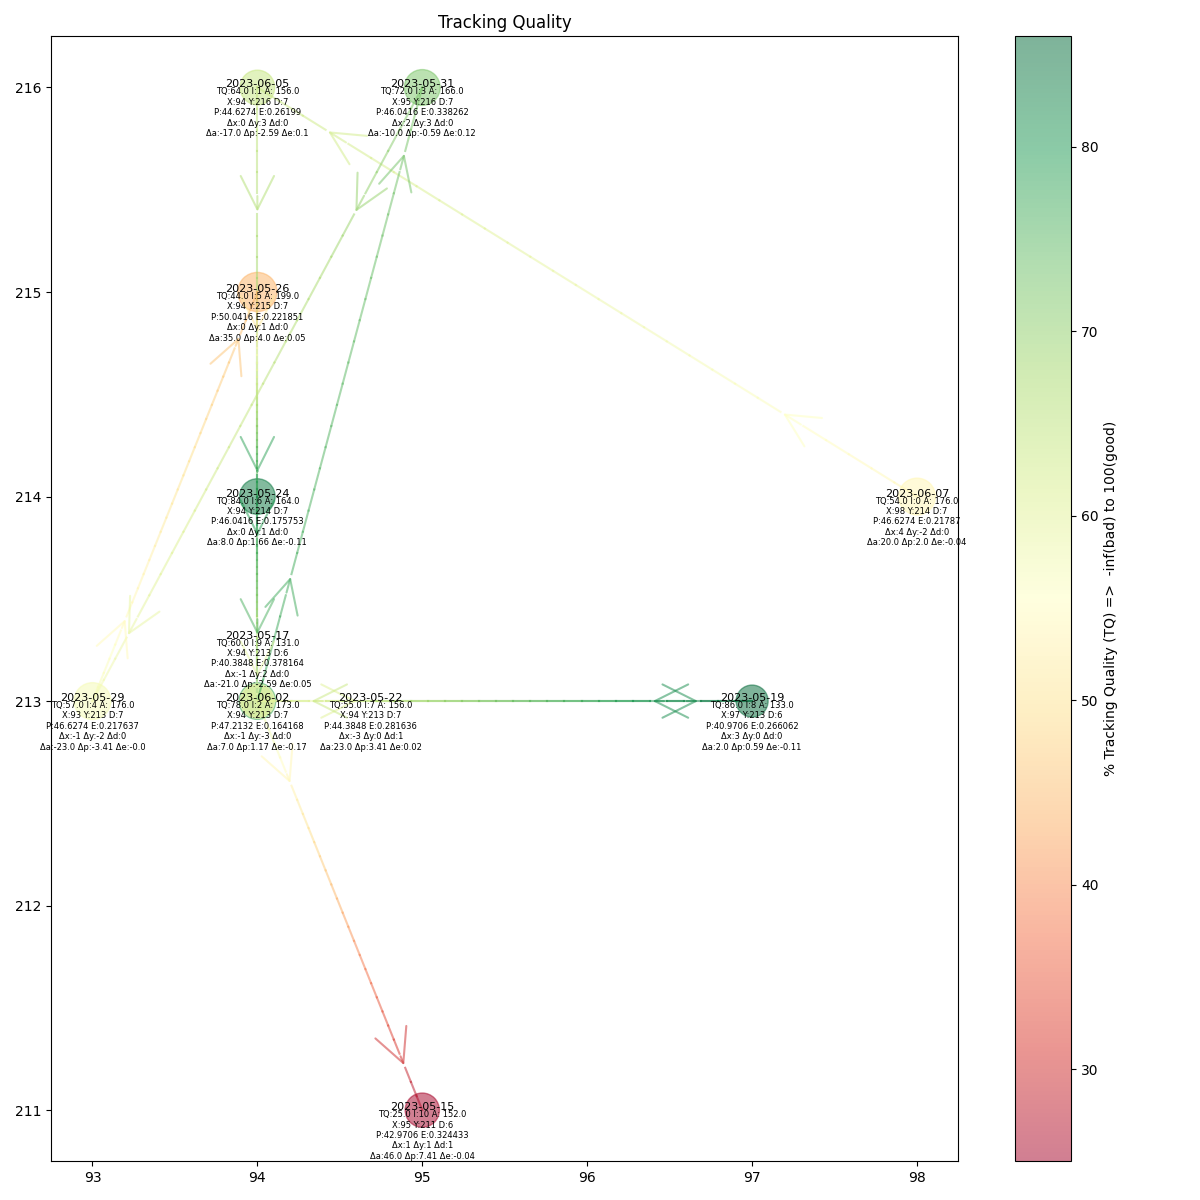 Tracking Quality
216
215
214
213
212
211
93
94
95
96
97
98
2023-06-05
TQ:64.0 I:1 A: 156.0
X:94 Y:216 D:7
P:44.6274 E:0.26199
Δx:0 Δy:3 Δd:0
Δa:-17.0 Δp:-2.59 Δe:0.1
2023-05-31
TQ:72.0 I:3 A: 166.0
X:95 Y:216 D:7
P:46.0416 E:0.338262
Δx:2 Δy:3 Δd:0
Δa:-10.0 Δp:-0.59 Δe:0.12
2023-05-26
TQ:44.0 I:5 A: 199.0
X:94 Y:215 D:7
P:50.0416 E:0.221851
Δx:0 Δy:1 Δd:0
Δa:35.0 Δp:4.0 Δe:0.05
2023-05-24
TQ:84.0 I:6 A: 164.0
X:94 Y:214 D:7
P:46.0416 E:0.175753
Δx:0 Δy:1 Δd:0
Δa:8.0 Δp:1.66 Δe:-0.11
2023-06-07
TQ:54.0 I:0 A: 176.0
X:98 Y:214 D:7
P:46.6274 E:0.21787
Δx:4 Δy:-2 Δd:0
Δa:20.0 Δp:2.0 Δe:-0.04
2023-05-17
TQ:60.0 I:9 A: 131.0
X:94 Y:213 D:6
P:40.3848 E:0.378164
Δx:-1 Δy:2 Δd:0
Δa:-21.0 Δp:-2.59 Δe:0.05
2023-05-29
TQ:57.0 I:4 A: 176.0
X:93 Y:213 D:7
P:46.6274 E:0.217637
Δx:-1 Δy:-2 Δd:0
Δa:-23.0 Δp:-3.41 Δe:-0.0
2023-06-02
TQ:78.0 I:2 A: 173.0
X:94 Y:213 D:7
P:47.2132 E:0.164168
Δx:-1 Δy:-3 Δd:0
Δa:7.0 Δp:1.17 Δe:-0.17
2023-05-22
TQ:55.0 I:7 A: 156.0
X:94 Y:213 D:7
P:44.3848 E:0.281636
Δx:-3 Δy:0 Δd:1
Δa:23.0 Δp:3.41 Δe:0.02
2023-05-19
TQ:86.0 I:8 A: 133.0
X:97 Y:213 D:6
P:40.9706 E:0.266062
Δx:3 Δy:0 Δd:0
Δa:2.0 Δp:0.59 Δe:-0.11
2023-05-15
TQ:25.0 I:10 A: 152.0
X:95 Y:211 D:6
P:42.9706 E:0.324433
Δx:1 Δy:1 Δd:1
Δa:46.0 Δp:7.41 Δe:-0.04
80
70
60
50
40
30
% Tracking Quality (TQ) => -inf(bad) to 100(good)